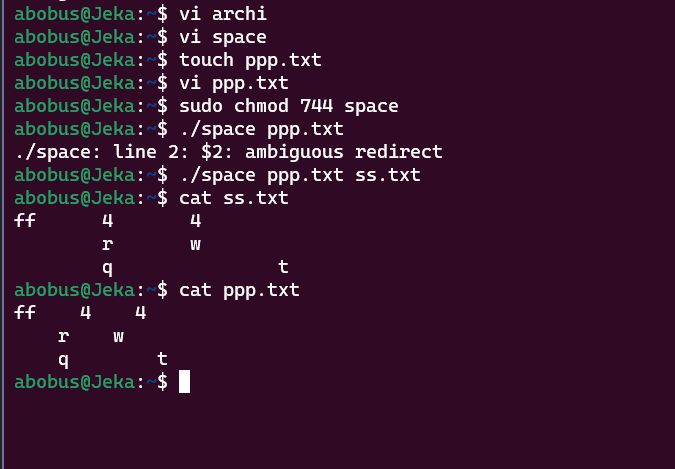 abobus@Jeka:~$ vi archi
abobus@Jeka:~$ vi space
abobus@Jeka:~$ touch ppp.txt
abobus@Jeka:~$ vi ppp.txt
abobus@Jeka:~$ sudo chmod 744 space
abobus@Jeka:~$ ./space ppp.txt
./space: line 2: $2: ambiguous redirect
abobus@Jeka:~$ ./space ppp.txt ss.txt
abobus@Jeka:~$ cat ss.txt
ff      4       4
        r       w
        q               t
abobus@Jeka:~$ cat ppp.txt
ff    4    4
    r    w
    q        t
abobus@Jeka:~$